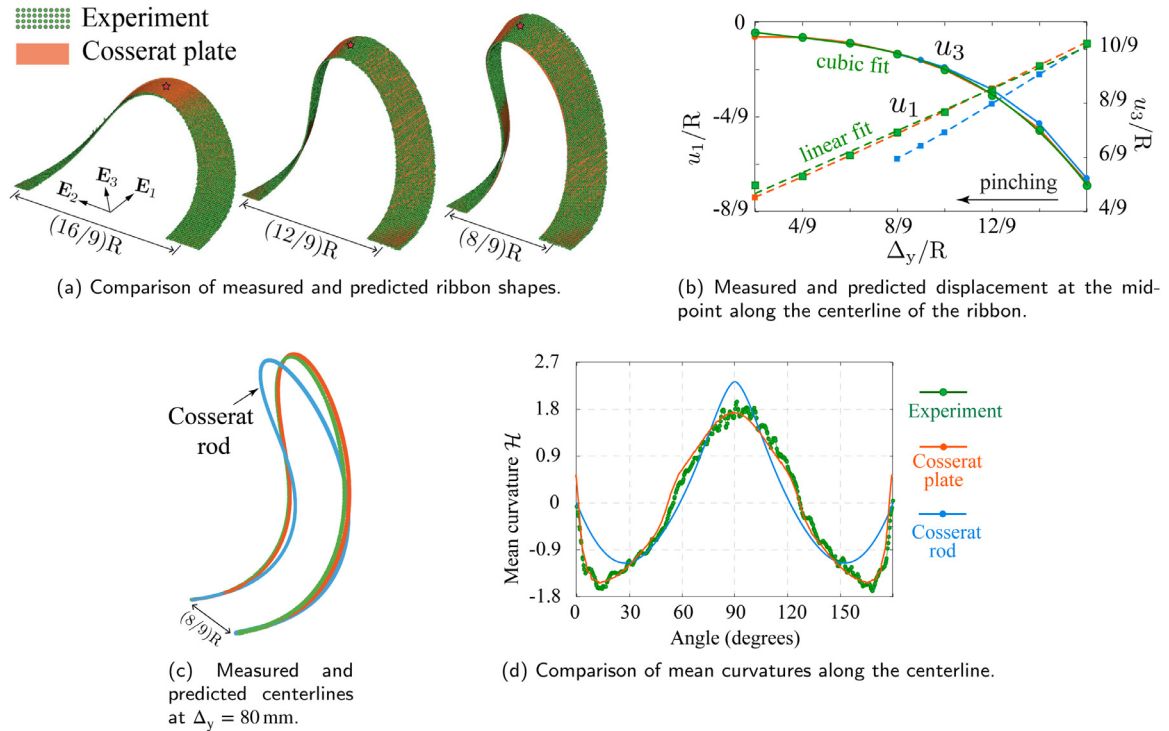 Experiment
Cosserat plate
E3
E2
E1
(16/9)R
(12/9)R
(8/9)R
(a) Comparison of measured and predicted ribbon shapes.
0
-4/9
-8/9
u1/R
cubic fit
u3
u1
linear fit
pinching
10/9
8/9
6/9
4/9
u3/R
4/9
8/9
12/9
Δy/R
(b) Measured and predicted displacement at the mid-
point along the centerline of the ribbon.
Cosserat
rod
(8/9)R
(c) Measured and
predicted centerlines
at Δy = 80 mm.
2.7
1.8
0.9
0
-0.9
-1.8
Mean curvature ℋ
0
30
60
90
120
150
Angle (degrees)
Experiment
Cosserat
plate
Cosserat
rod
(d) Comparison of mean curvatures along the centerline.